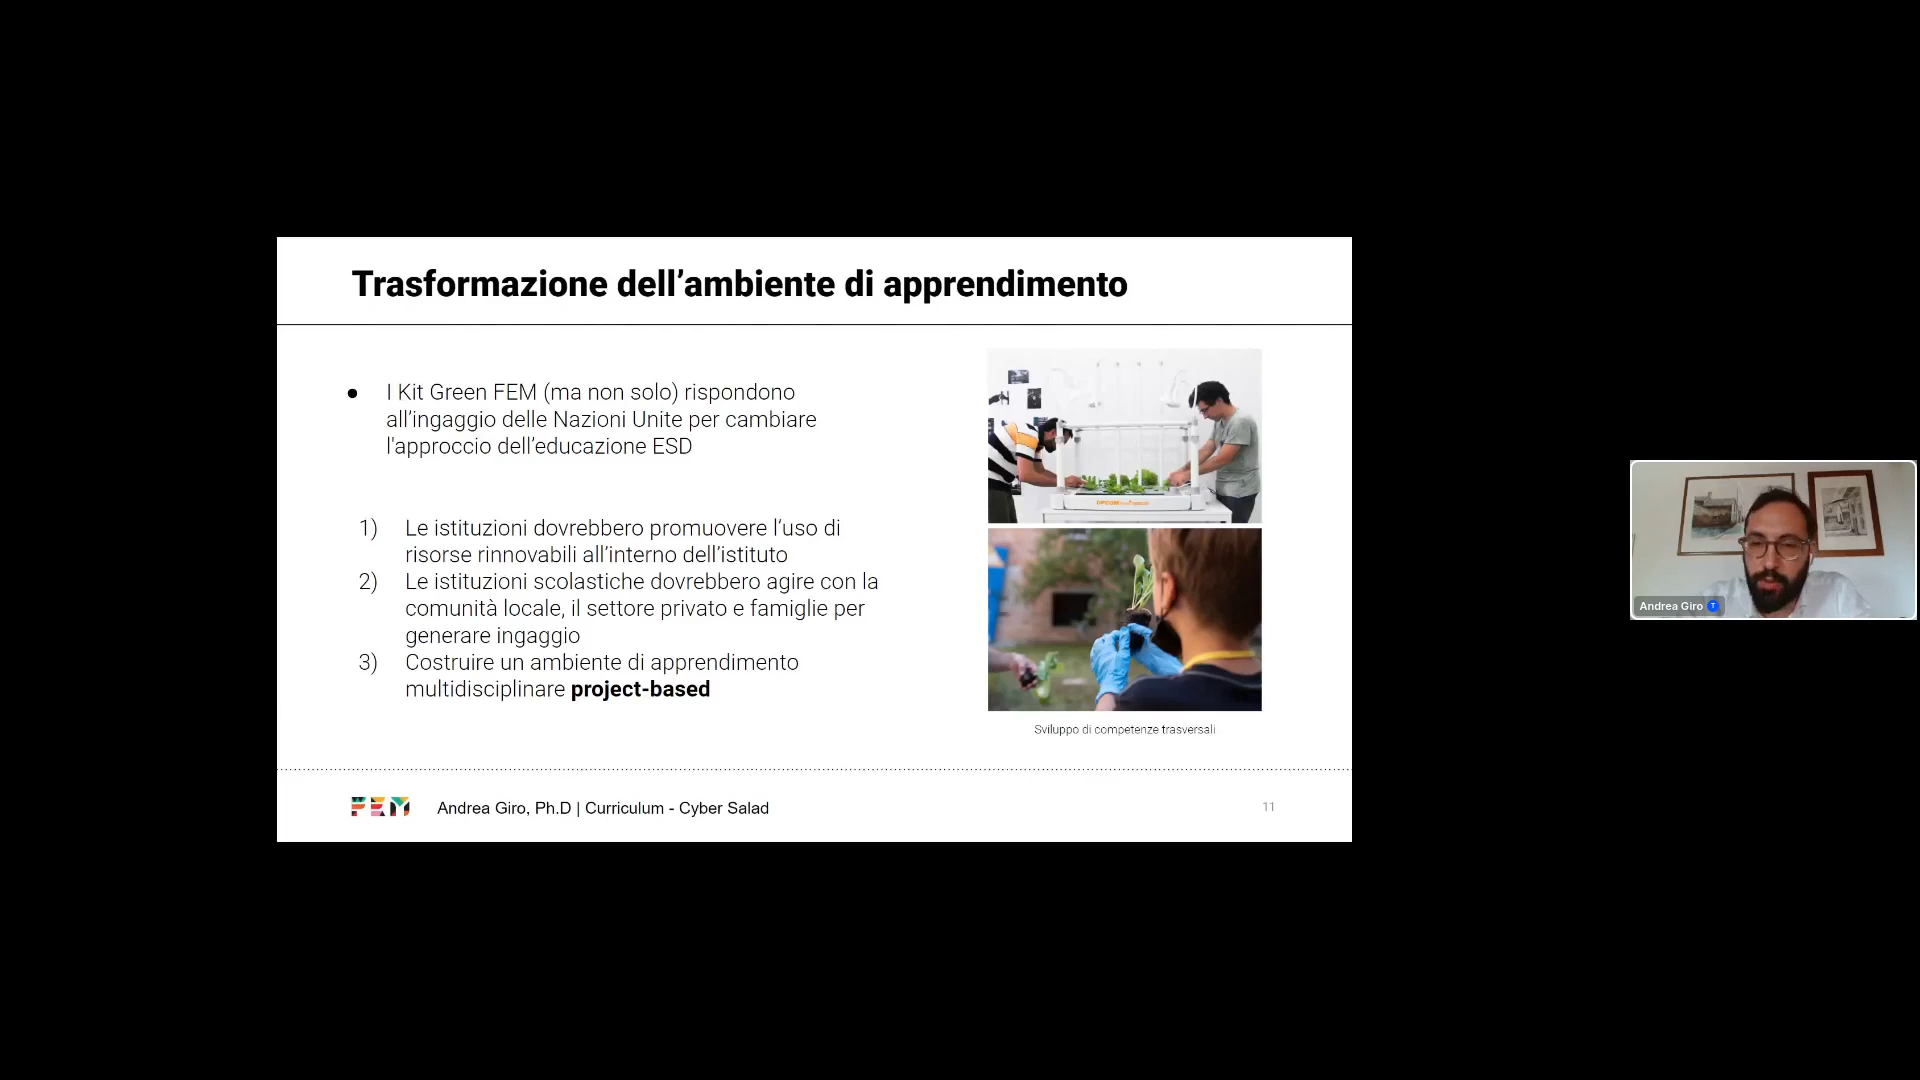 Trasformazione dell’ambiente di apprendimento
● I Kit Green FEM (ma non solo) rispondono
all’ingaggio delle Nazioni Unite per cambiare
l'approccio dell’educazione ESD
1) Le istituzioni dovrebbero promuovere l’uso di
risorse rinnovabili all’interno dell’istituto
2) Le istituzioni scolastiche dovrebbero agire con la
comunità locale, il settore privato e famiglie per
generare ingaggio
3) Costruire un ambiente di apprendimento
multidisciplinare project-based
OPCOM
Sviluppo di competenze trasversali
FEM Andrea Giro, Ph.D | Curriculum - Cyber Salad
11
Andrea Giro T